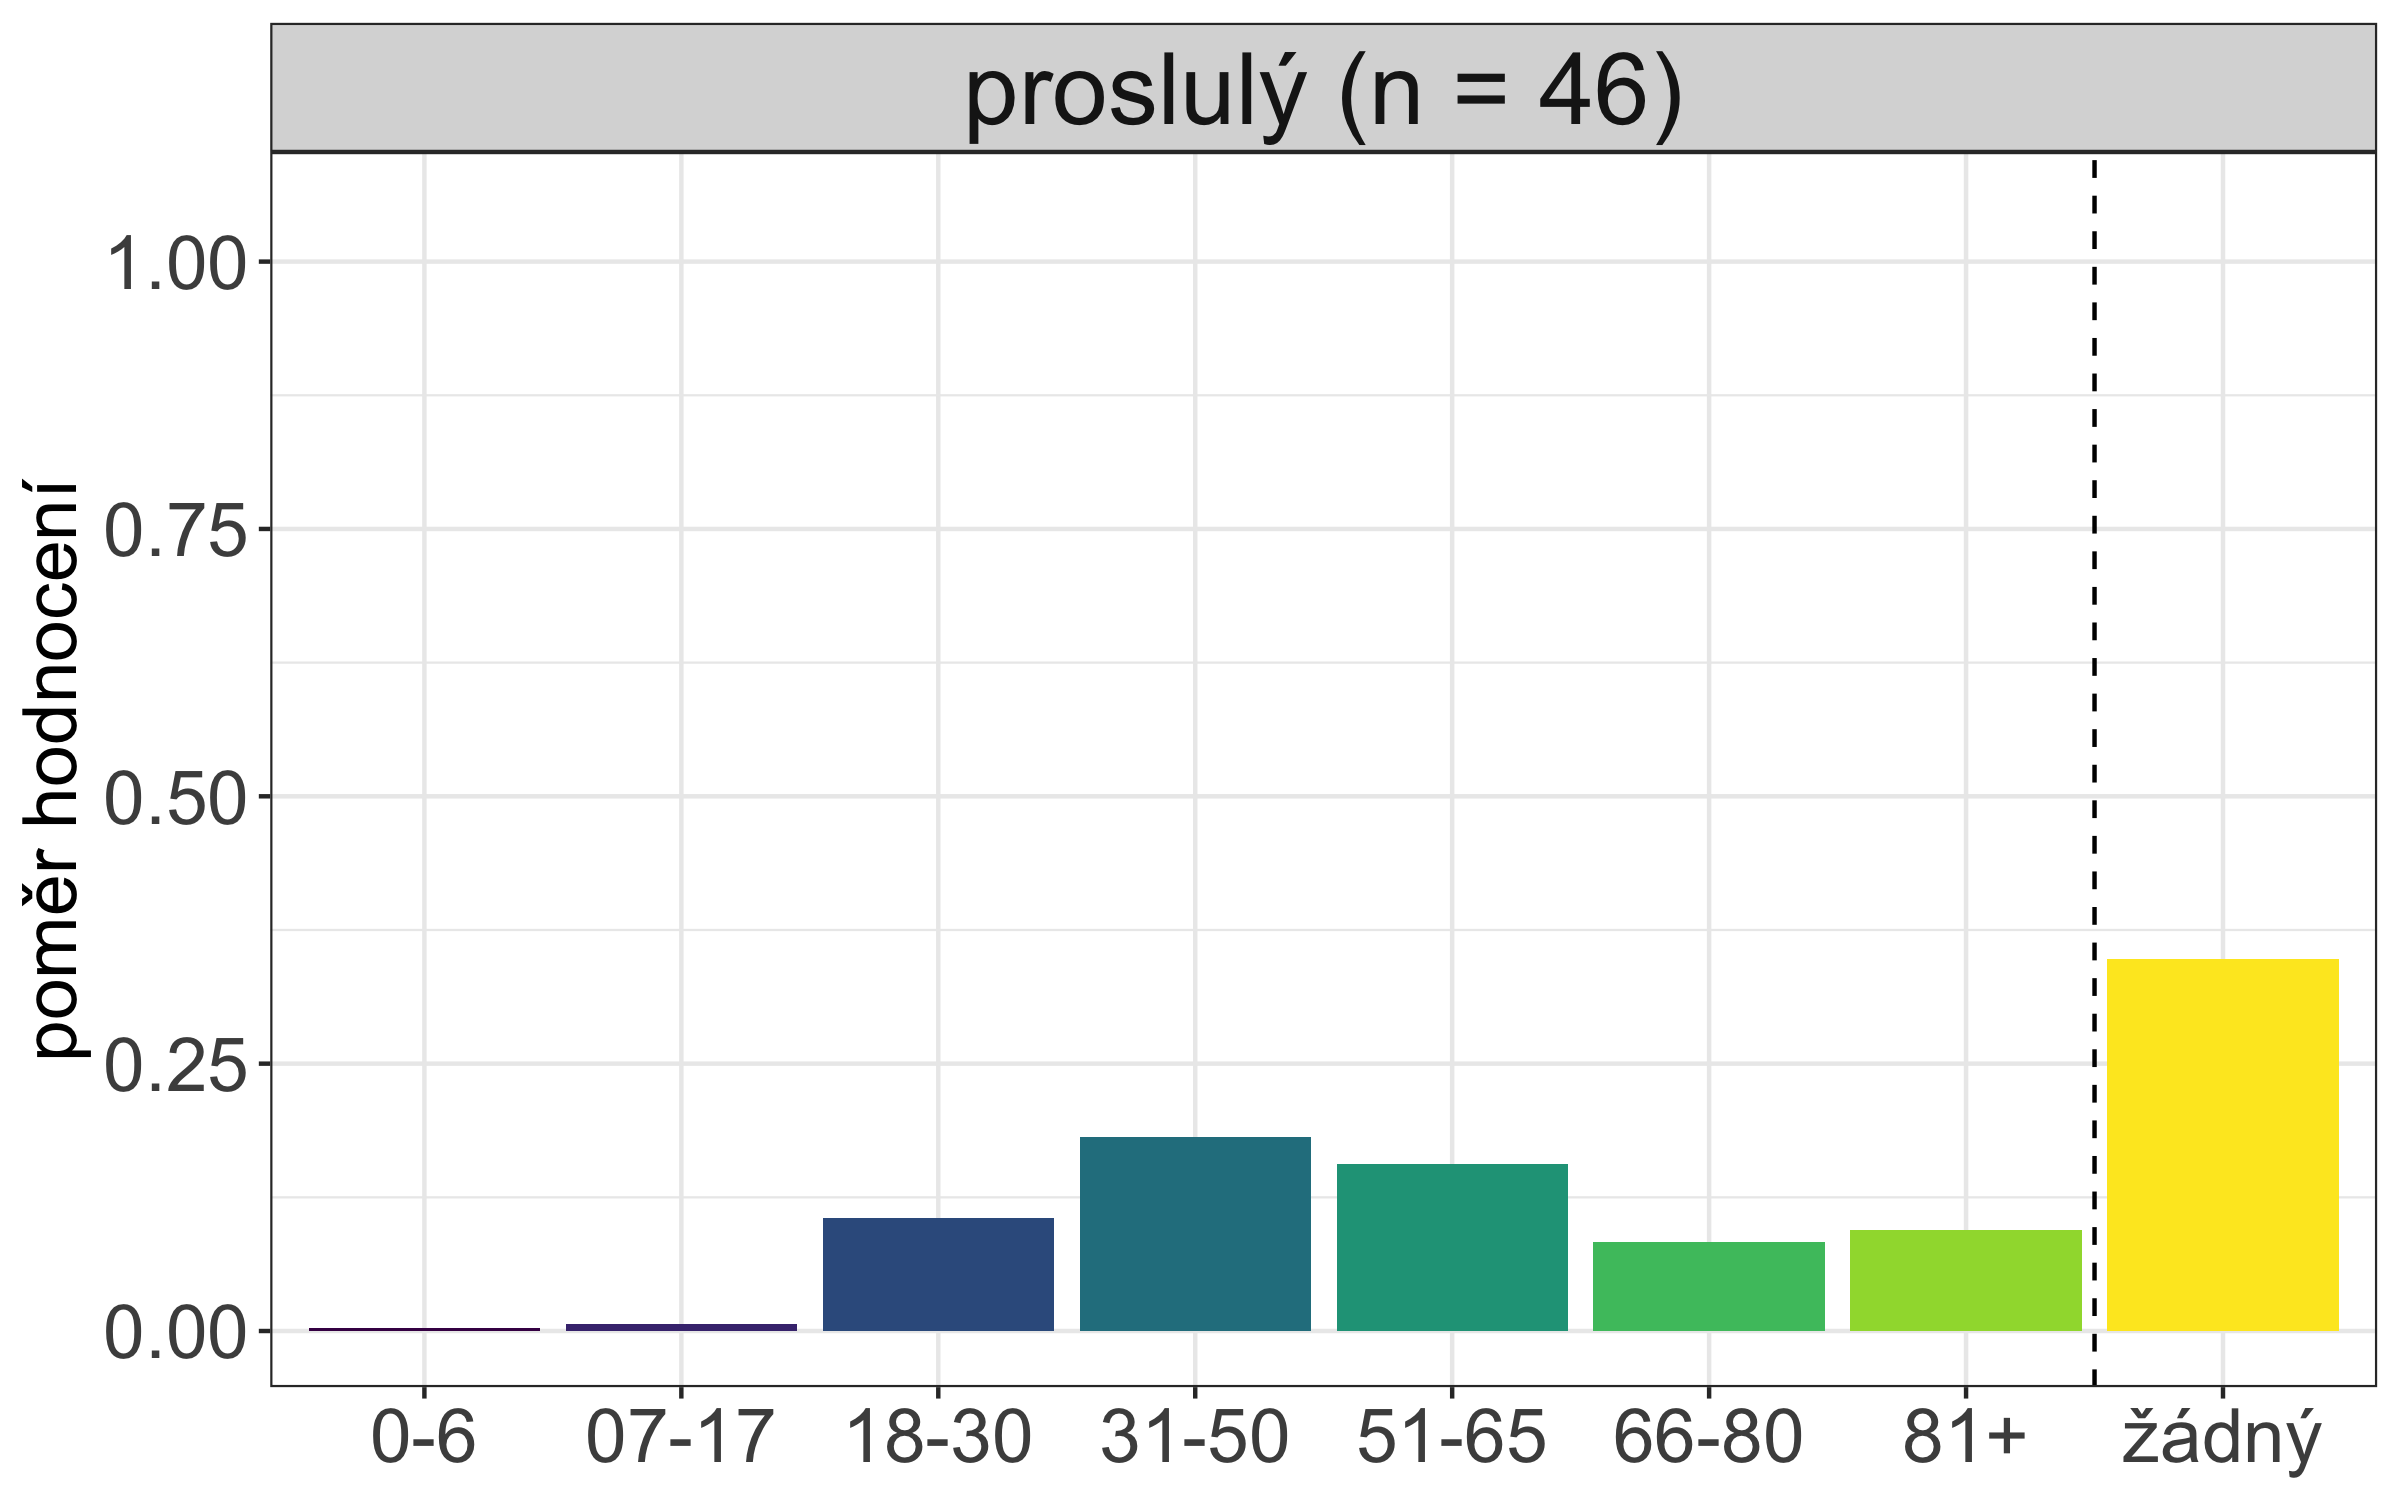 proslulý (n = 46)
poměr hodnocení
1.00
0.75
0.50
0.25
0.00
0-6 07-17 18-30 31-50 51-65 66-80 81+ žádný